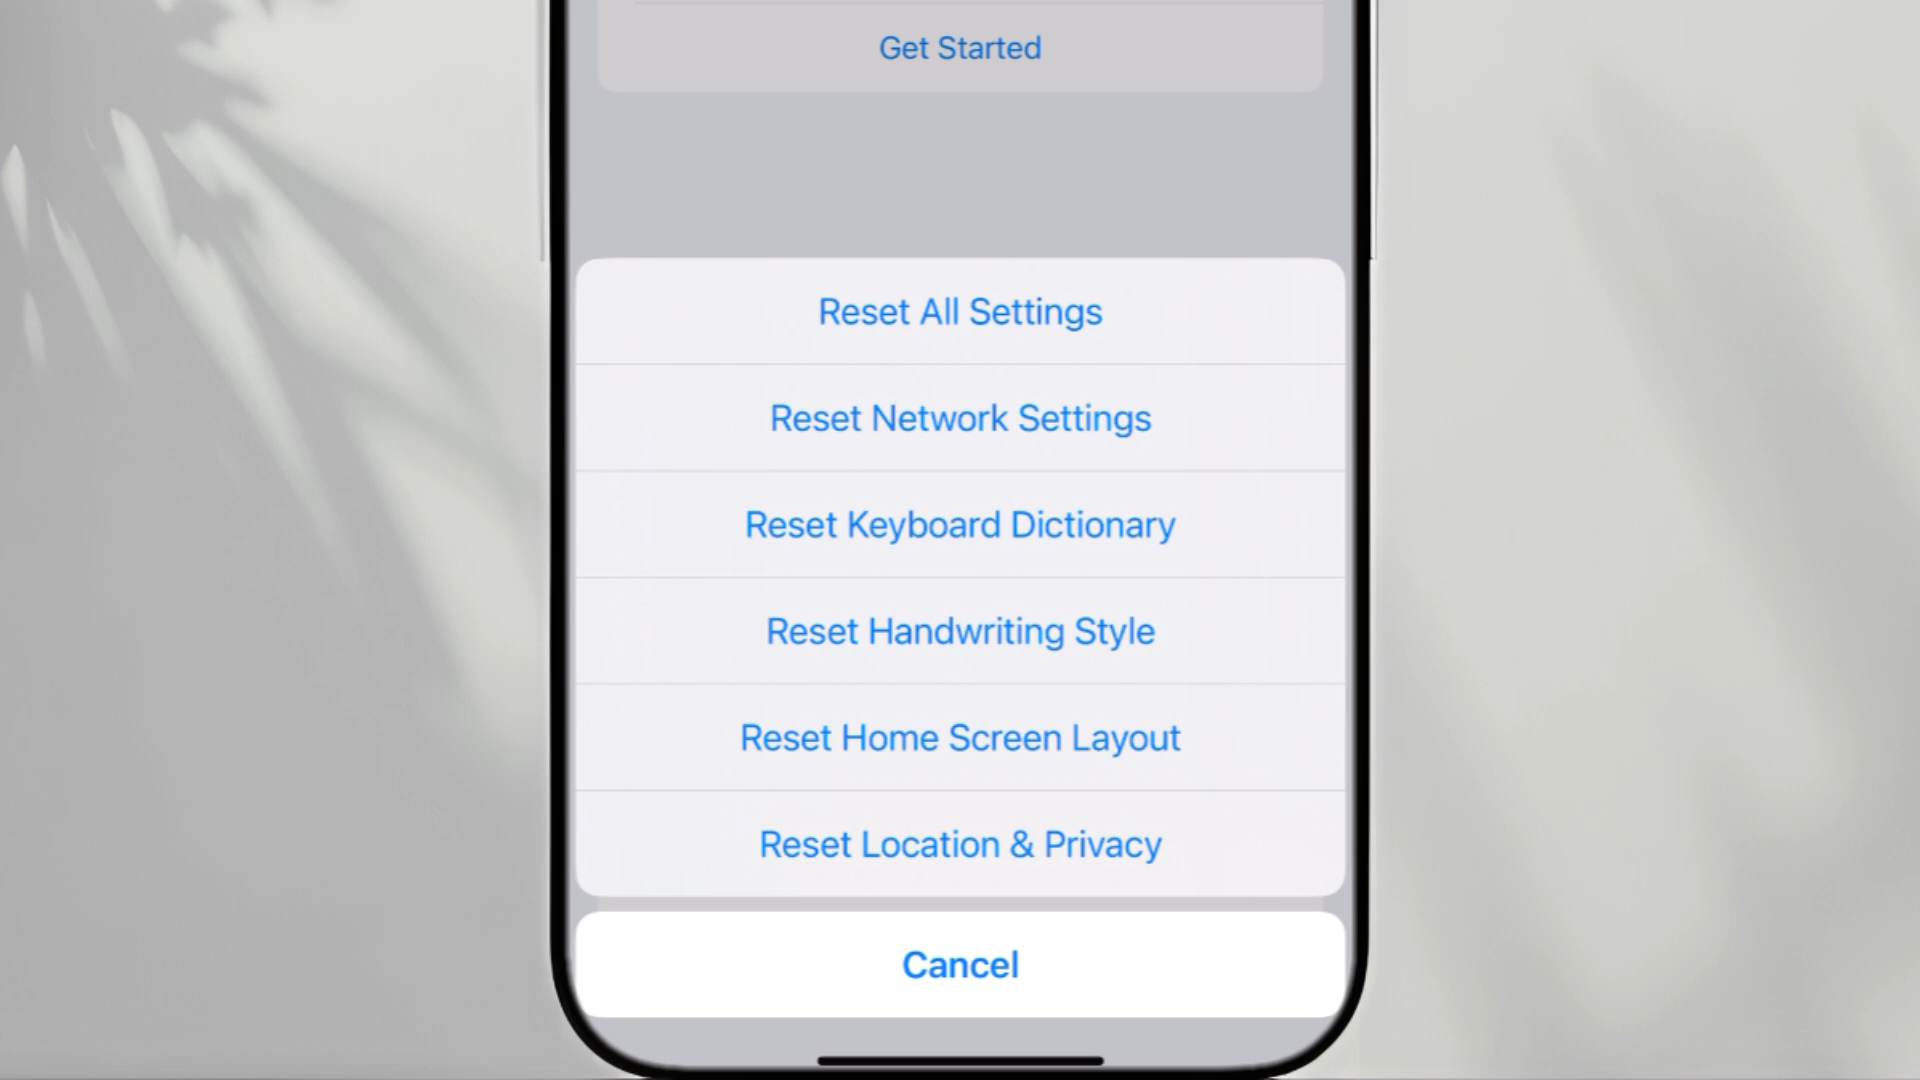 Get Started
Reset All Settings
Reset Network Settings
Reset Keyboard Dictionary
Reset Handwriting Style
Reset Home Screen Layout
Reset Location & Privacy
Cancel